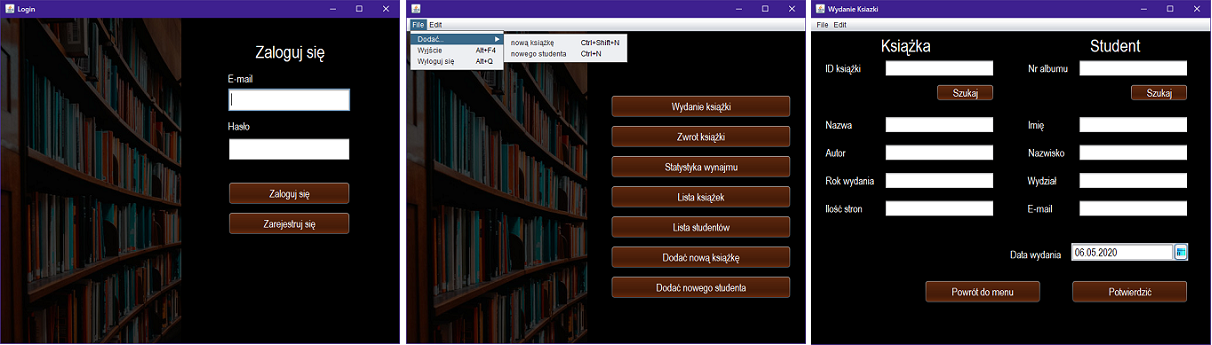 Login
Zaloguj się
E-mail
Hasło
Zaloguj się
Zarejestruj się
File Edit
Dodać...
Wyjście Alt+F4
Wyloguj się Alt+Q
nową książkę Ctrl+Shift+N
nowego studenta Ctrl+N
Wydanie książki
Zwrot książki
Statystyka wynajmu
Lista książek
Lista studentów
Dodać nową książkę
Dodać nowego studenta
Wydanie Ksiazki
File Edit
Książka
Student
ID książki
Nr albumu
Szukaj
Szukaj
Nazwa
Imię
Autor
Nazwisko
Rok wydania
Wydział
Ilość stron
E-mail
Data wydania 06.05.2020
Powrót do menu
Potwierdzić